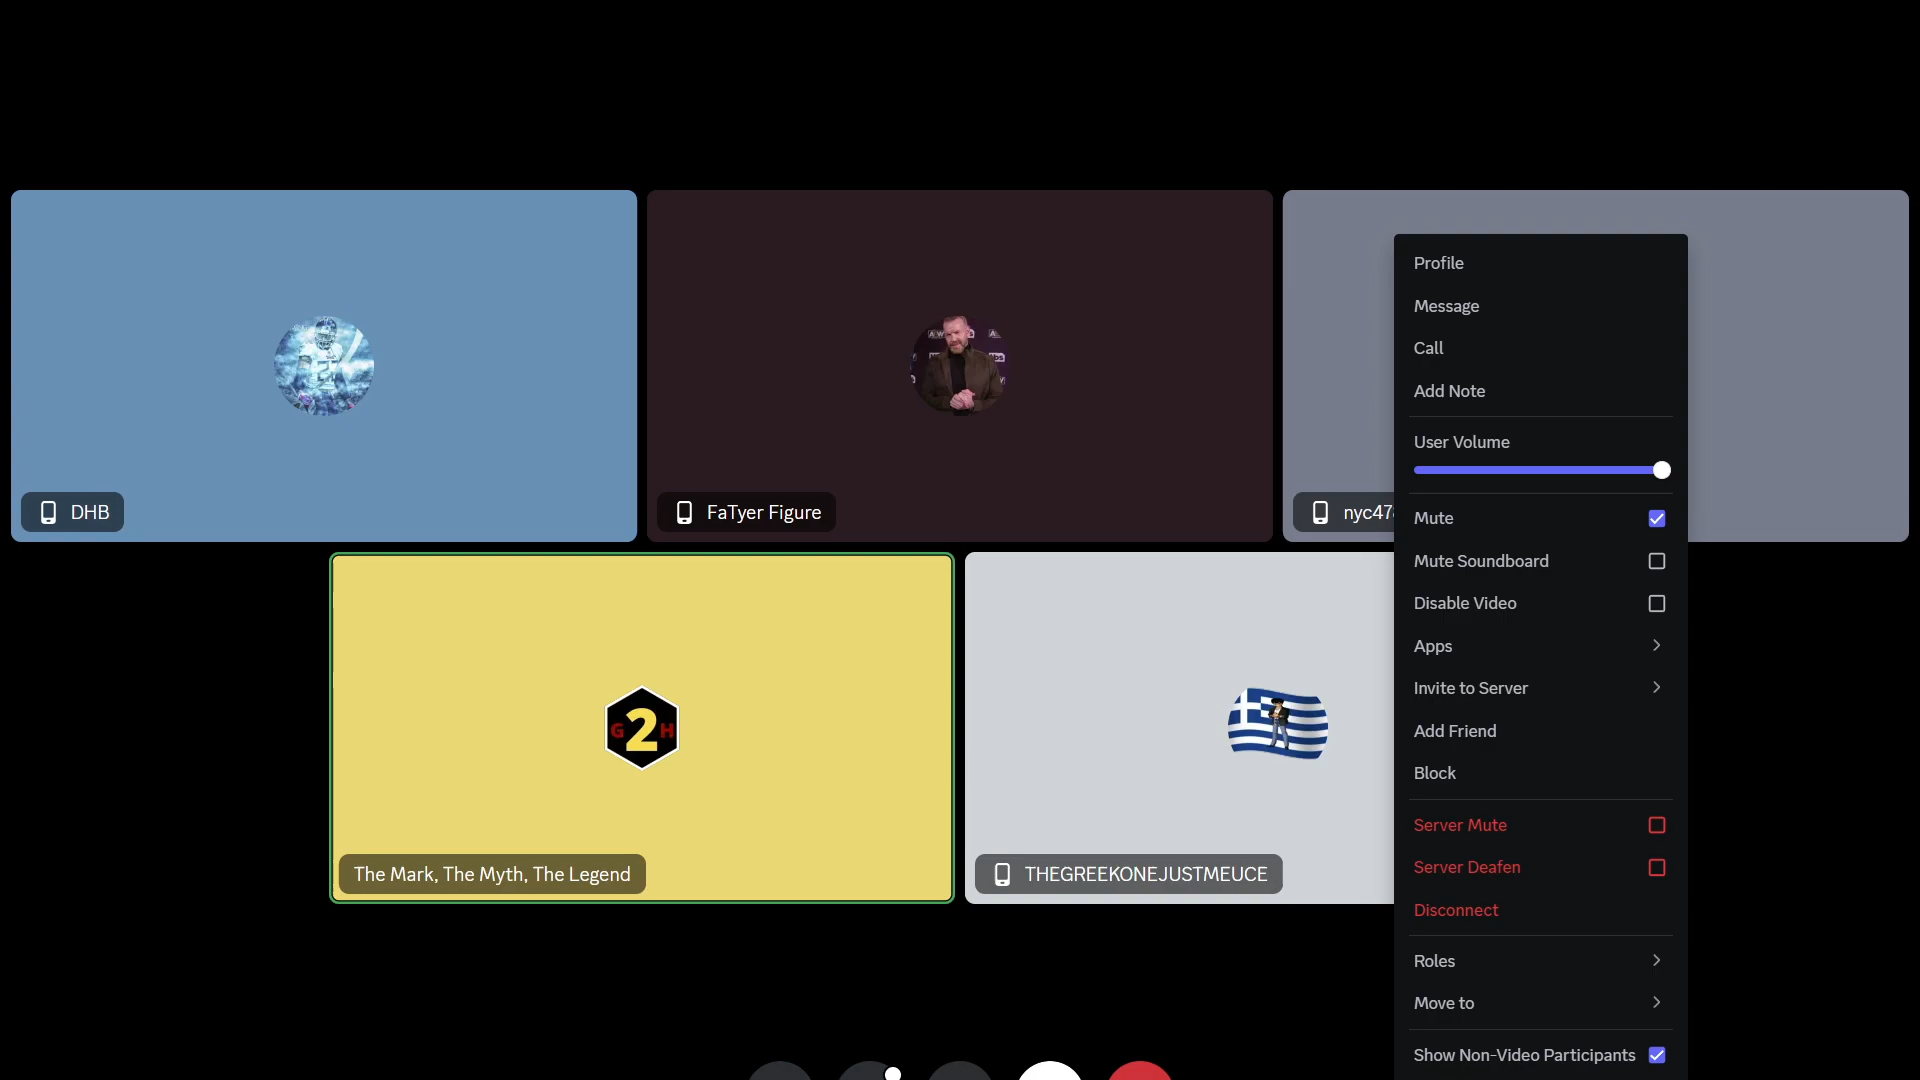 DHB
FaTyer Figure
nyc47
The Mark, The Myth, The Legend
G2H
THEGREEKONEJUSTMEUCE
Profile
Message
Call
Add Note
User Volume
Mute
Mute Soundboard
Disable Video
Apps
Invite to Server
Add Friend
Block
Server Mute
Server Deafen
Disconnect
Roles
Move to
Show Non-Video Participants